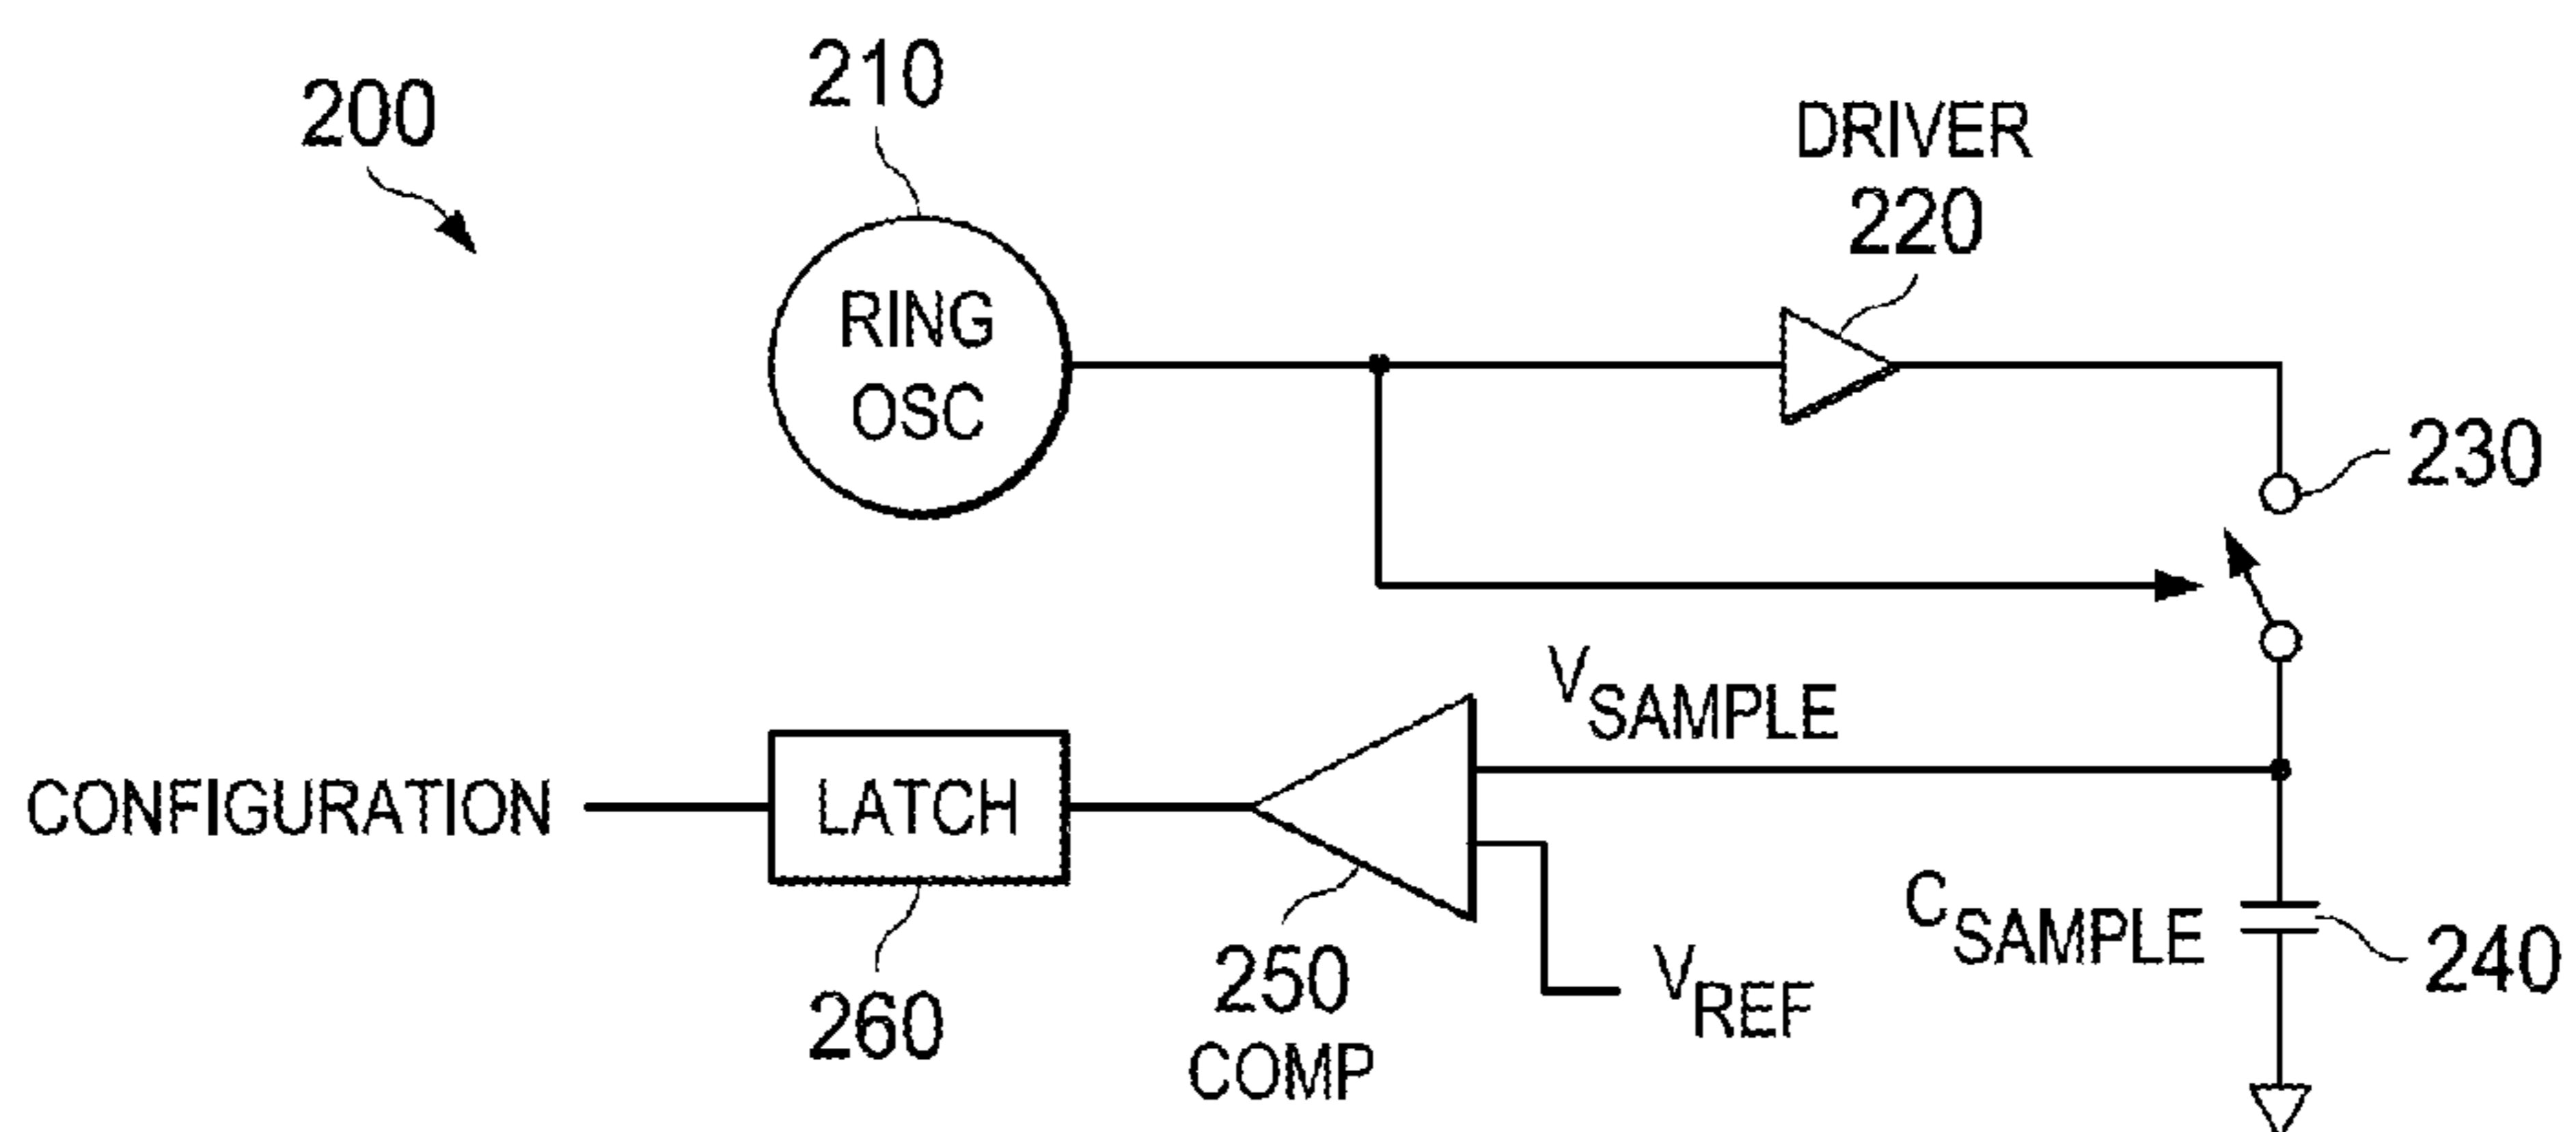 200
210
RING
OSC
DRIVER
220
230
VSAMPLE
CONFIGURATION
LATCH
260
250
COMP
VREF
CSAMPLE
240